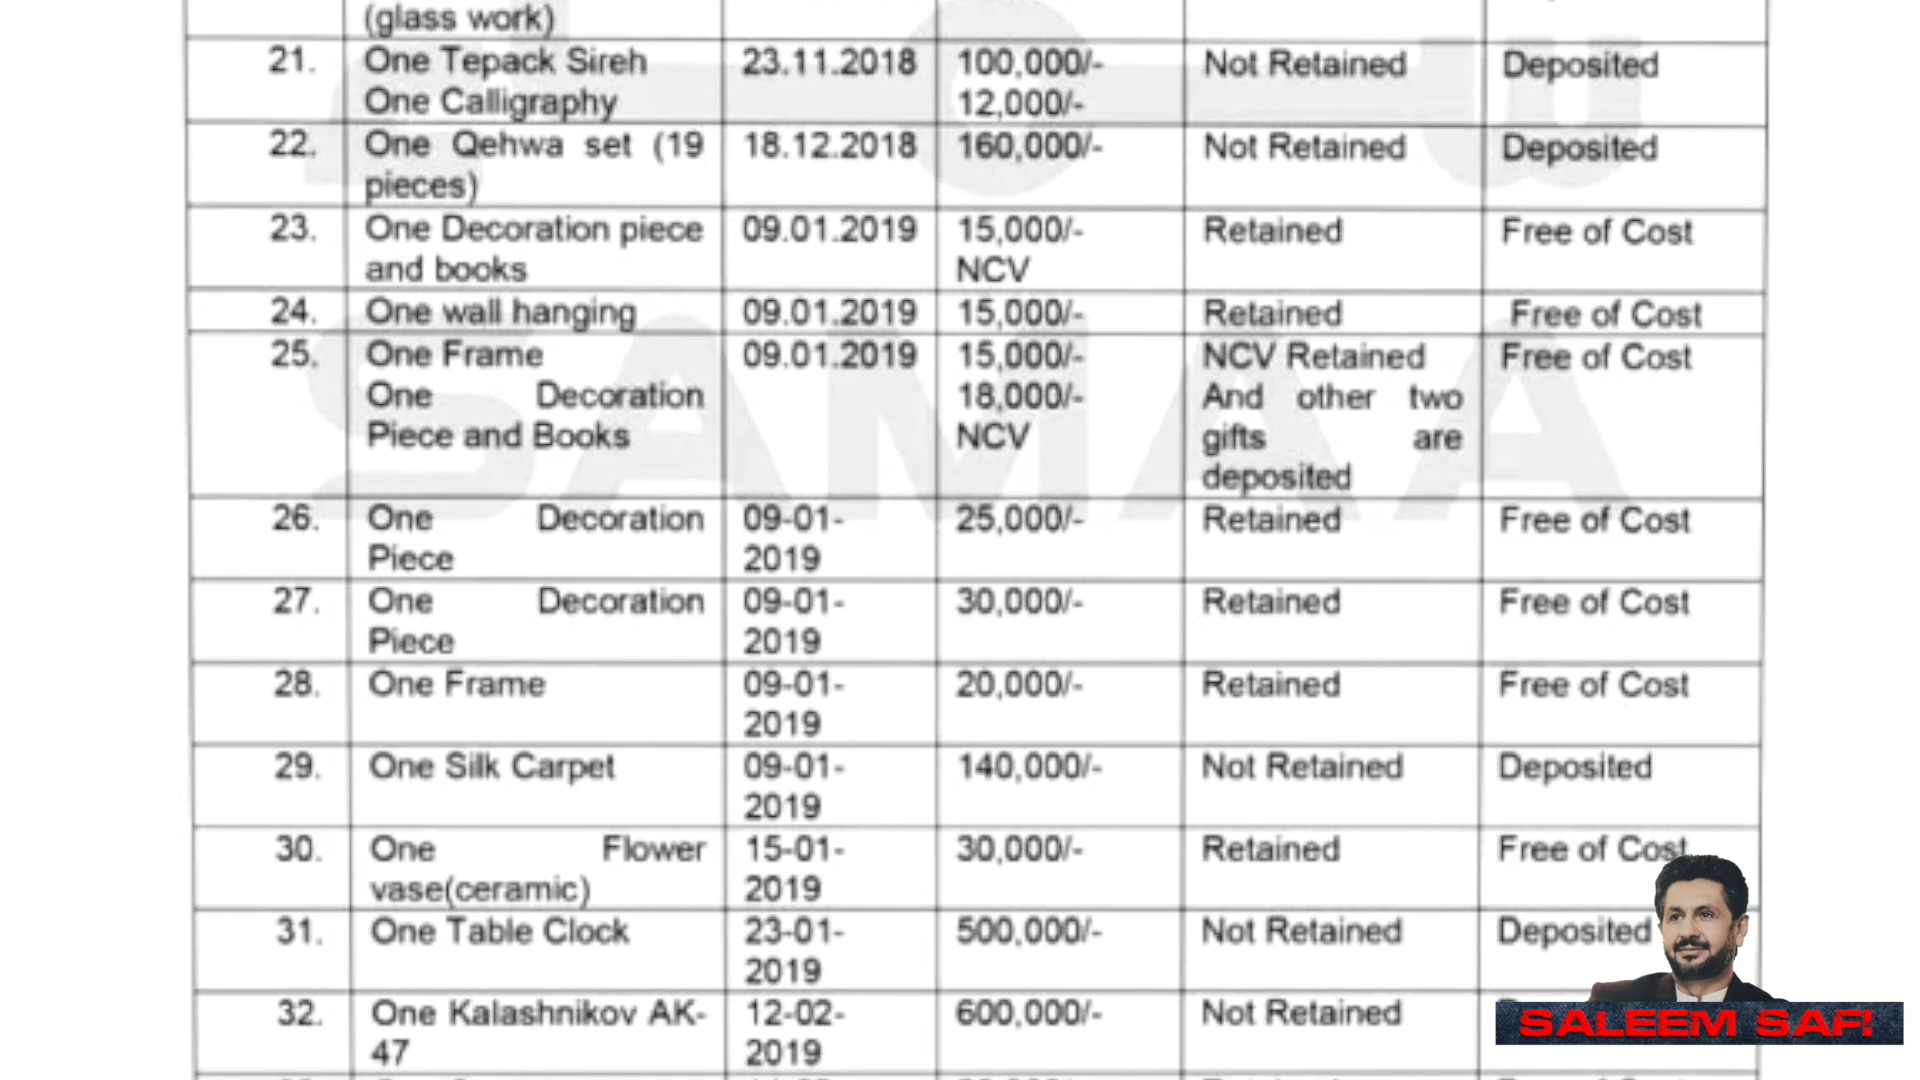 (glass work)
21. One Tepack Sireh 23.11.2018 100,000/- Not Retained Deposited
One Calligraphy 12,000/-
22. One Qehwa set (19 18.12.2018 160,000/- Not Retained Deposited
pieces)
23. One Decoration piece 09.01.2019 15,000/- Retained Free of Cost
and books NCV
24. One wall hanging 09.01.2019 15,000/- Retained Free of Cost
25. One Frame 09.01.2019 15,000/- NCV Retained Free of Cost
One Decoration 18,000/- And other two
Piece and Books NCV gifts are
deposited
26. One Decoration 09-01- 25,000/- Retained Free of Cost
Piece 2019
27. One Decoration 09-01- 30,000/- Retained Free of Cost
Piece 2019
28. One Frame 09-01- 20,000/- Retained Free of Cost
2019
29. One Silk Carpet 09-01- 140,000/- Not Retained Deposited
2019
30. One Flower 15-01- 30,000/- Retained Free of Cost
vase(ceramic) 2019
31. One Table Clock 23-01- 500,000/- Not Retained Deposited
2019
32. One Kalashnikov AK- 12-02- 600,000/- Not Retained
47 2019
SAMAA
SALEEM SAFI